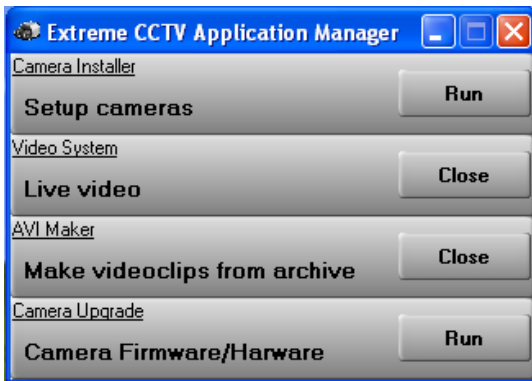 Extreme CCTV Application Manager
Camera Installer
Setup cameras
Run
Video System
Live video
Close
AVI Maker
Make videoclips from archive
Close
Camera Upgrade
Camera Firmware/Harware
Run